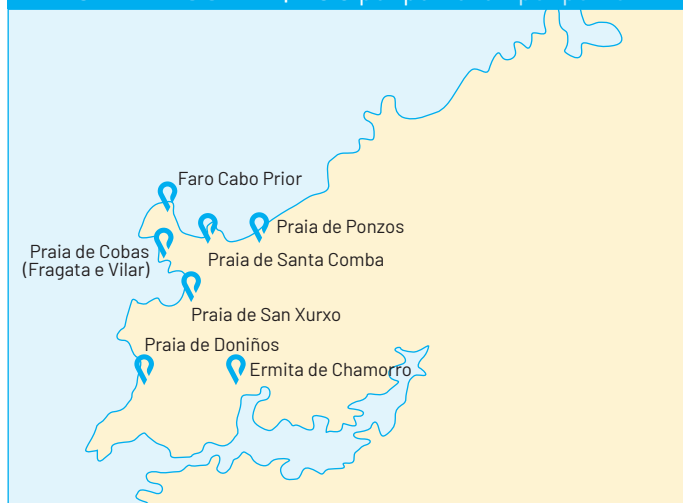 Faro Cabo Prior
Praia de Ponzos
Praia de Cobas
(Fragata e Vilar)
Praia de Santa Comba
Praia de San Xurxo
Praia de Doniños
Ermita de Chamorro